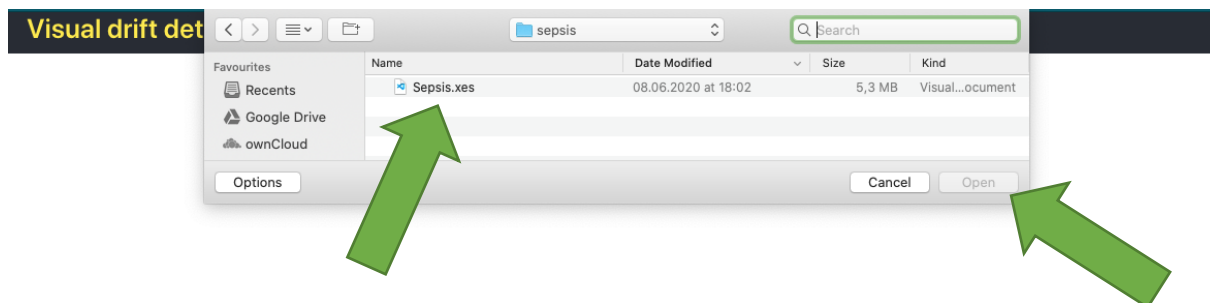 Visual drift det
sepsis
Search
Favourites
Recents
Google Drive
ownCloud
Name Date Modified Size Kind
Sepsis.xes 08.06.2020 at 18:02 5,3 MB Visual...ocument
Options
Cancel Open